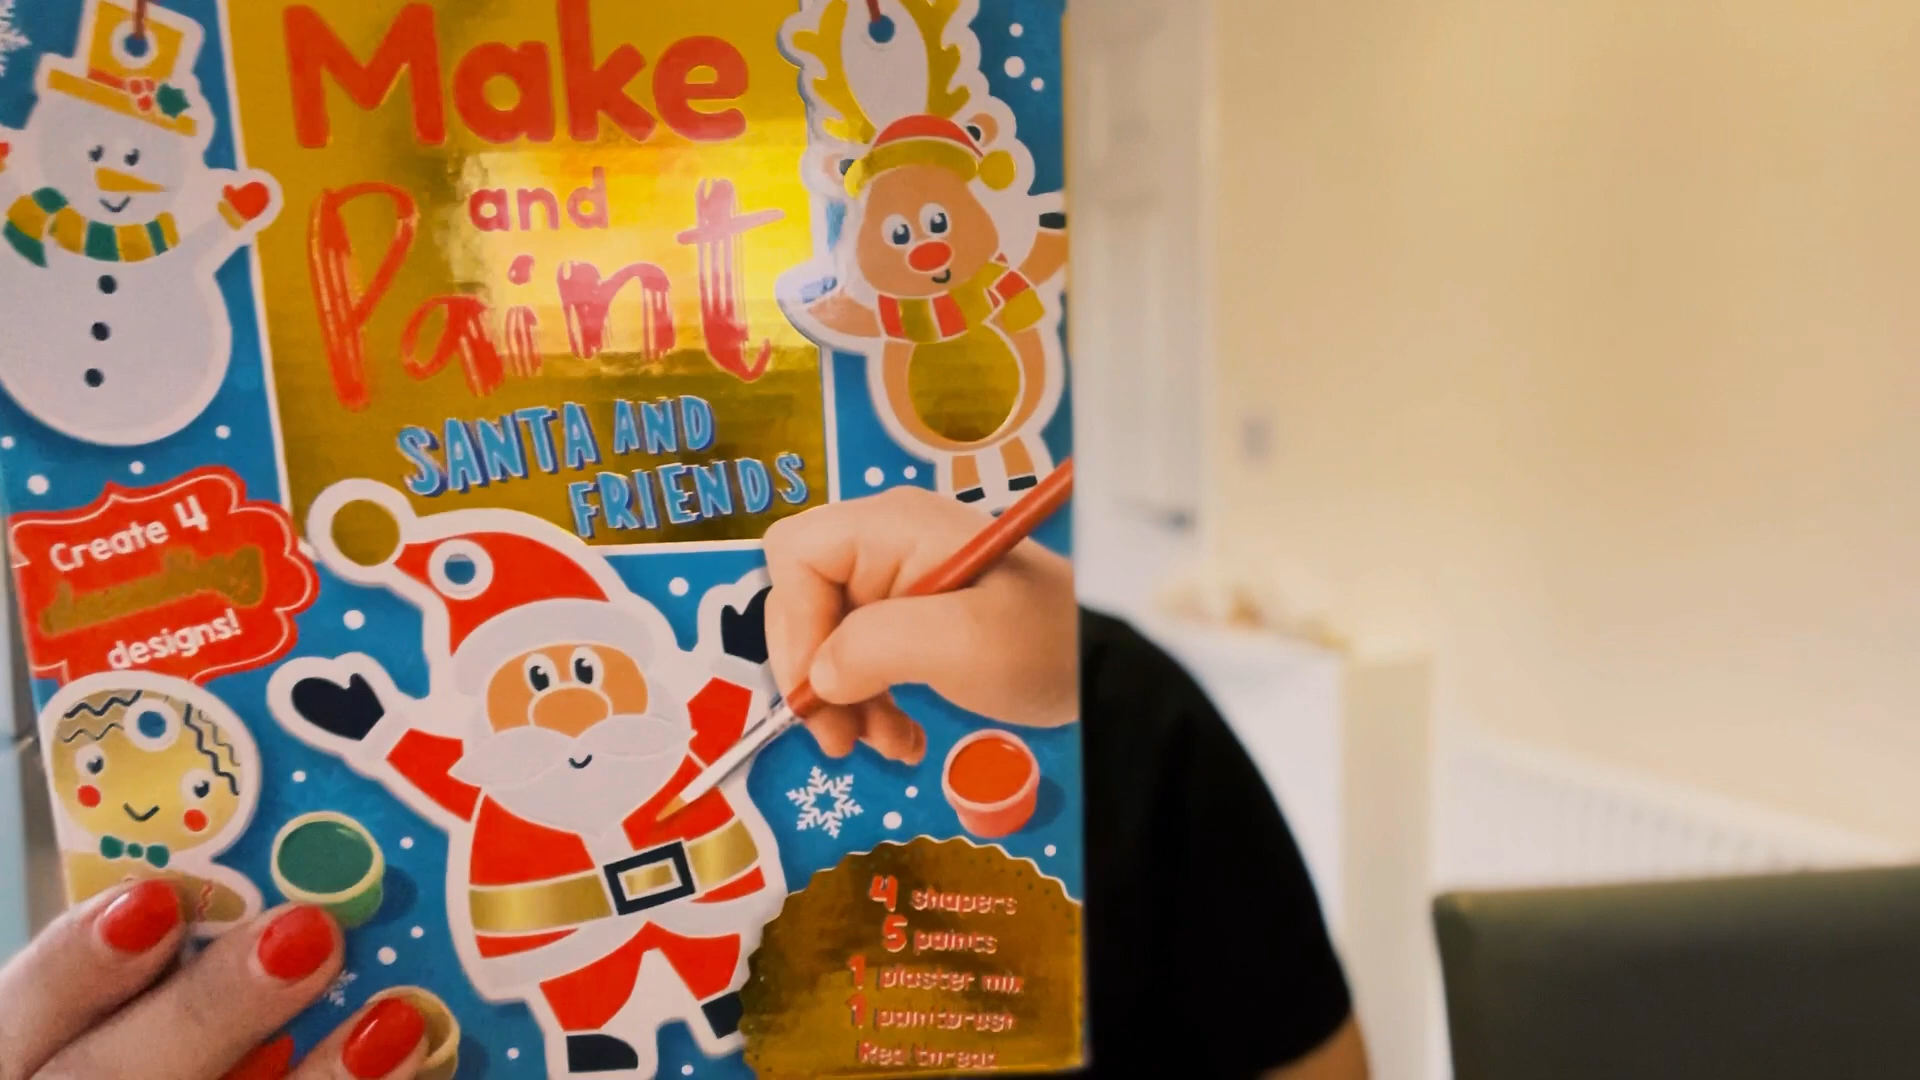 Make
and
Paint
SANTA AND
FRIENDS
Create 4
designs!
4 shapers
5 paints
1 plaster mix
1 paintbrush
Red thread